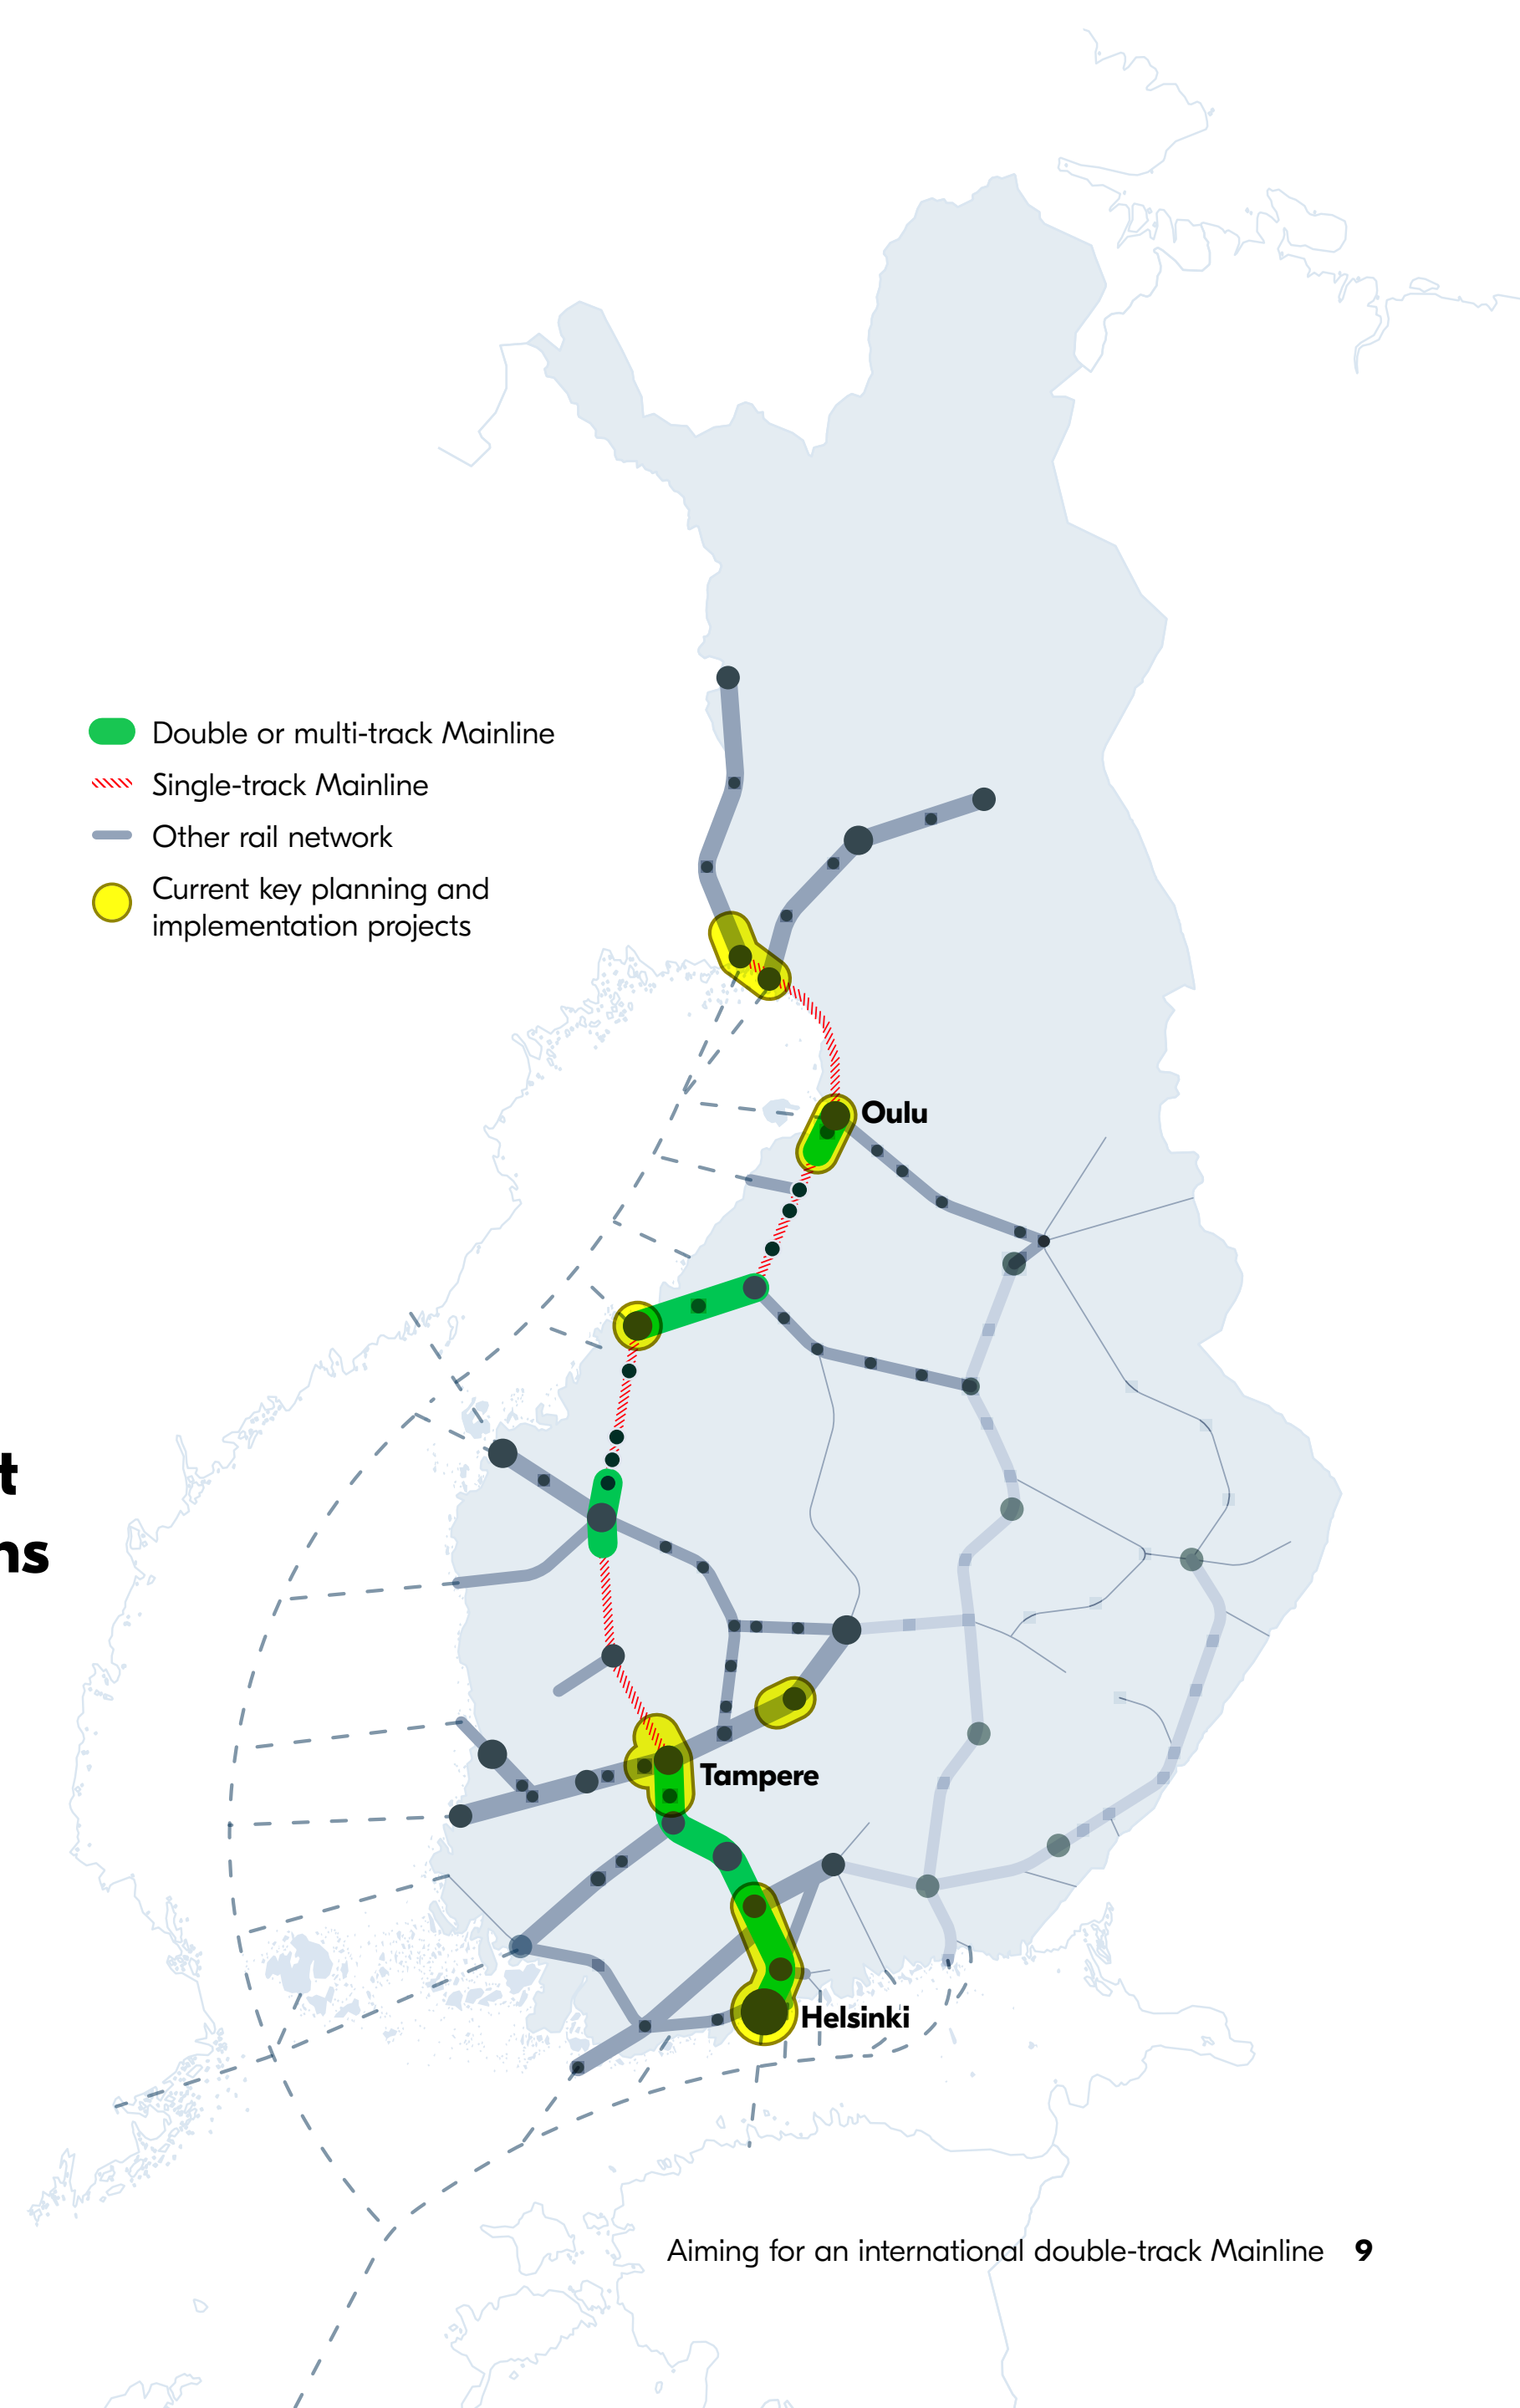 Double or multi-track Mainline
Single-track Mainline
Other rail network
Current key planning and
implementation projects
Oulu
t
ns
Tampere
Helsinki
Aiming for an international double-track Mainline 9